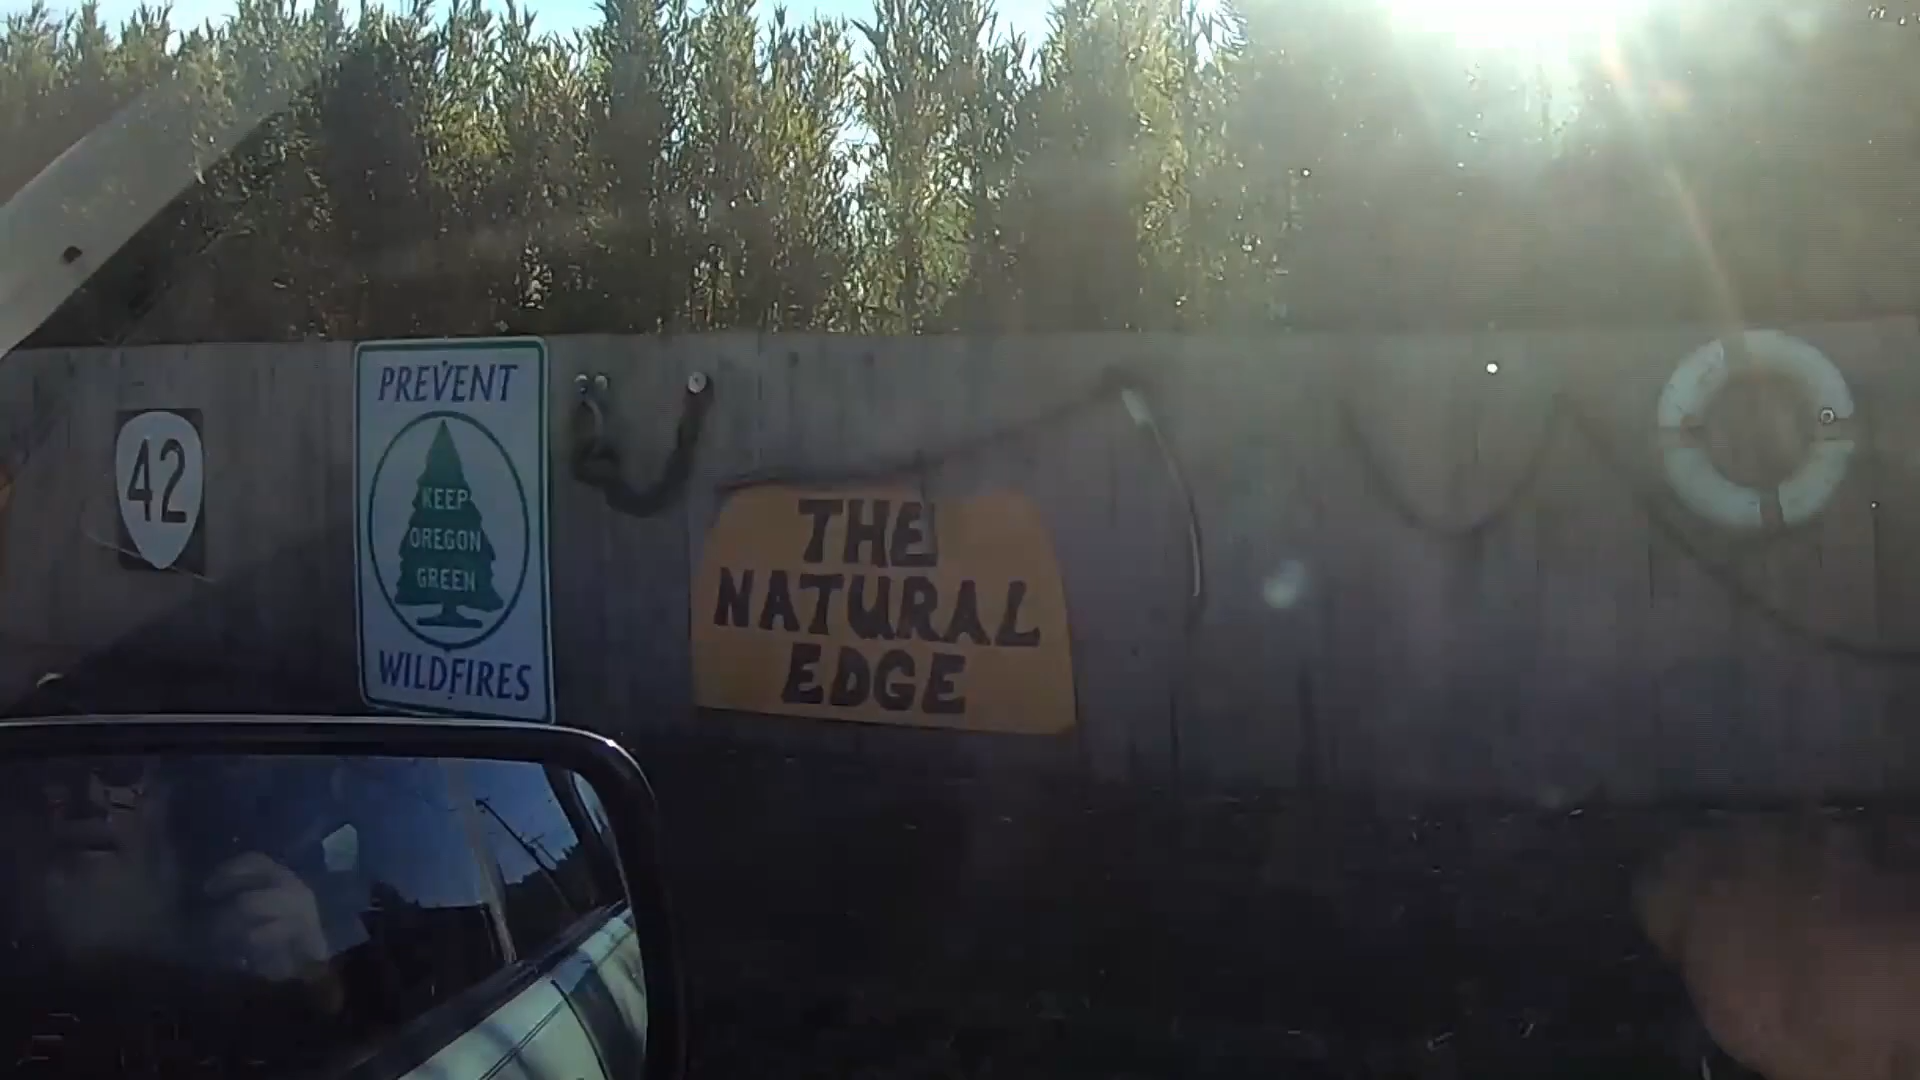 42
PREVENT
KEEP
OREGON
GREEN
WILDFIRES
THE
NATURAL
EDGE